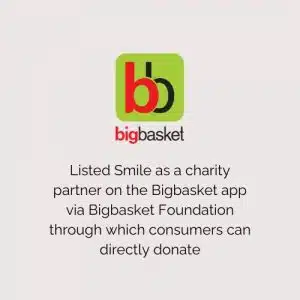 bb
bigbasket
Listed Smile as a charity
partner on the Bigbasket app
via Bigbasket Foundation
through which consumers can
directly donate